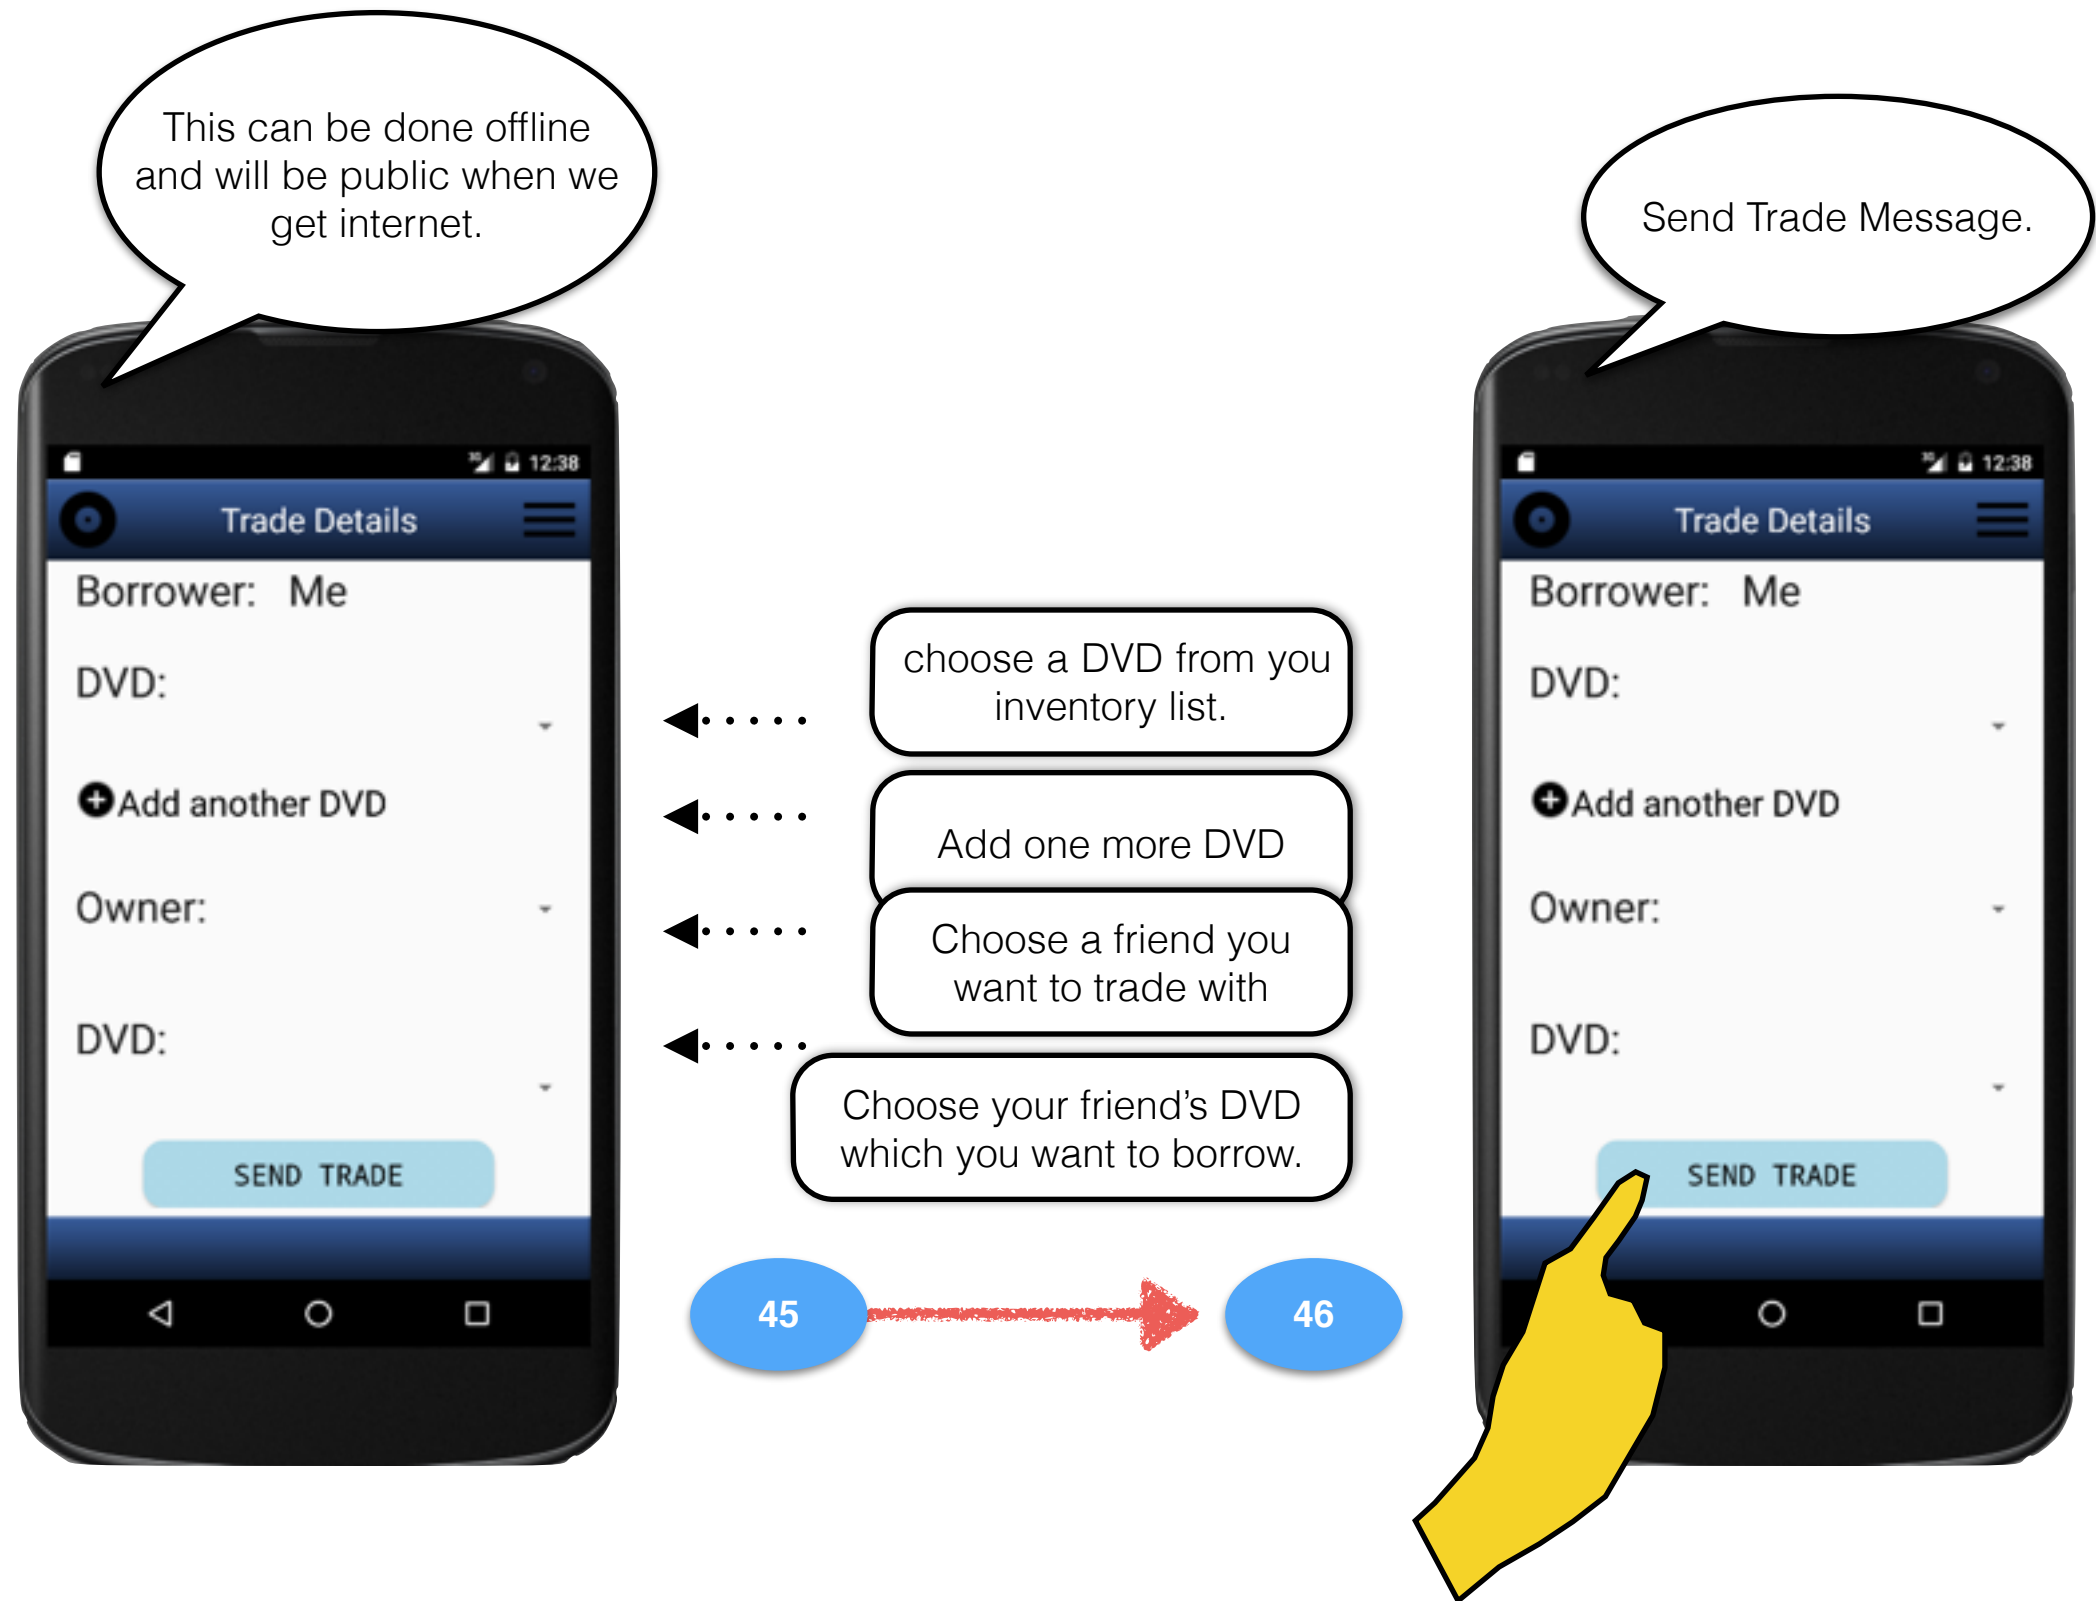 This can be done offline
and will be public when we
get internet.
12:38
Trade Details
Borrower: Me
DVD:
Add another DVD
Owner:
DVD:
SEND TRADE
choose a DVD from you
inventory list.
Add one more DVD
Choose a friend you
want to trade with
Choose your friend’s DVD
which you want to borrow.
45
46
Send Trade Message.
12:38
Trade Details
Borrower: Me
DVD:
Add another DVD
Owner:
DVD:
SEND TRADE